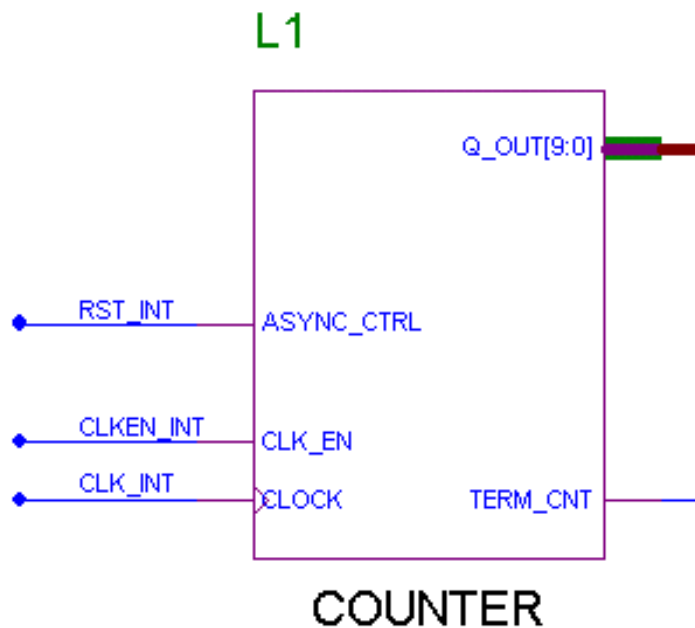 L1
Q_OUT[9:0]
RST_INT
ASYNC_CTRL
CLKEN_INT
CLK_EN
CLK_INT
CLOCK
TERM_CNT
COUNTER